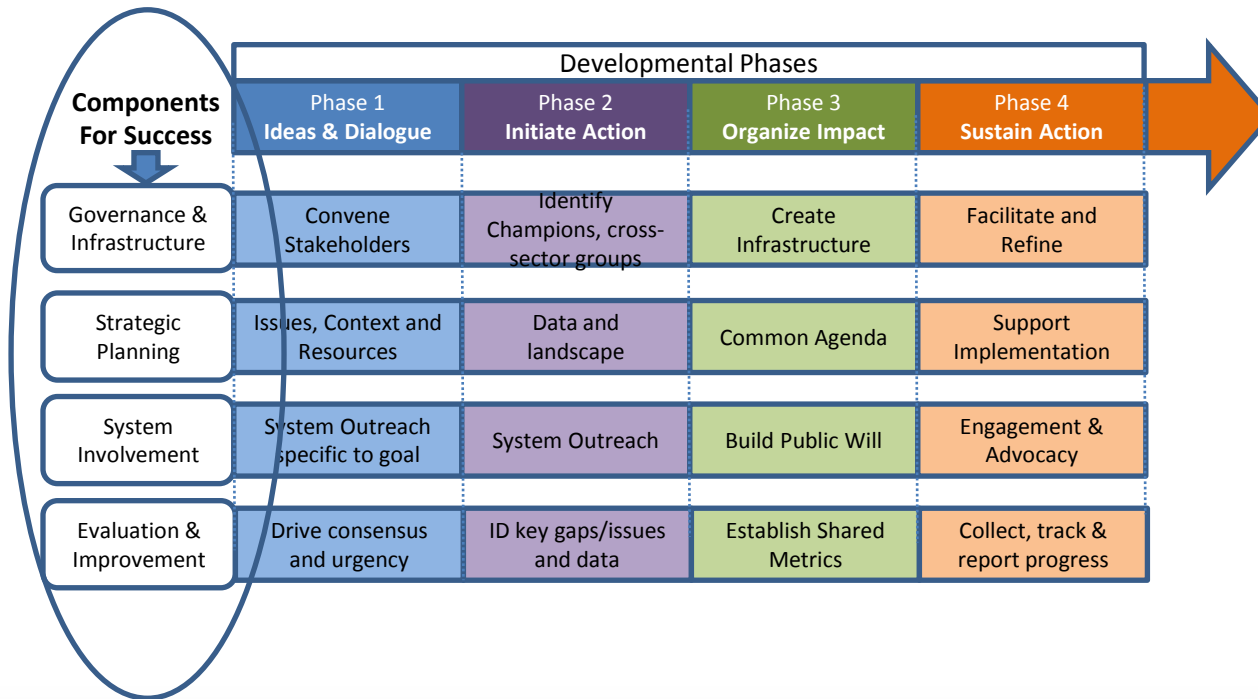 Developmental Phases
Components
For Success
Phase 1
Ideas & Dialogue
Phase 2
Initiate Action
Phase 3
Organize Impact
Phase 4
Sustain Action
Governance &
Infrastructure
Convene
Stakeholders
Identify
Champions, cross-
sector groups
Create
Infrastructure
Facilitate and
Refine
Strategic
Planning
Issues, Context and
Resources
Data and
landscape
Common Agenda
Support
Implementation
System
Involvement
System Outreach
specific to goal
System Outreach
Build Public Will
Engagement &
Advocacy
Evaluation &
Improvement
Drive consensus
and urgency
ID key gaps/issues
and data
Establish Shared
Metrics
Collect, track &
report progress